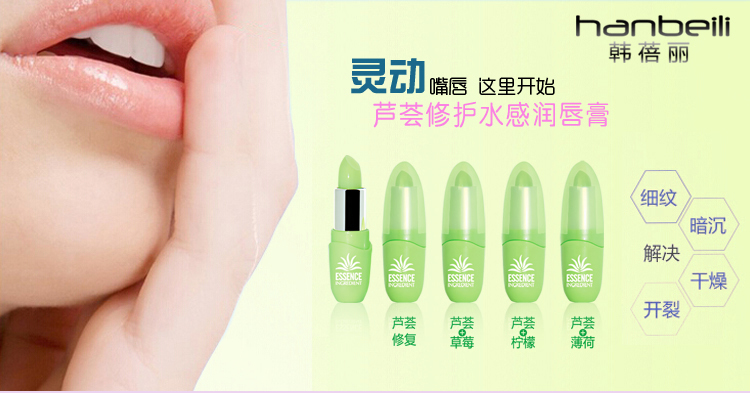 hanbeili
韩蓓丽
灵动嘴唇 这里开始
芦荟修护水感润唇膏
细纹
暗沉
解决
干燥
开裂
ESSENCE
INGREDIENT
ESSENCE
INGREDIENT
ESSENCE
INGREDIENT
ESSENCE
INGREDIENT
ESSENCE
INGREDIENT
芦荟
修复
芦荟
+
草莓
芦荟
+
柠檬
芦荟
+
薄荷